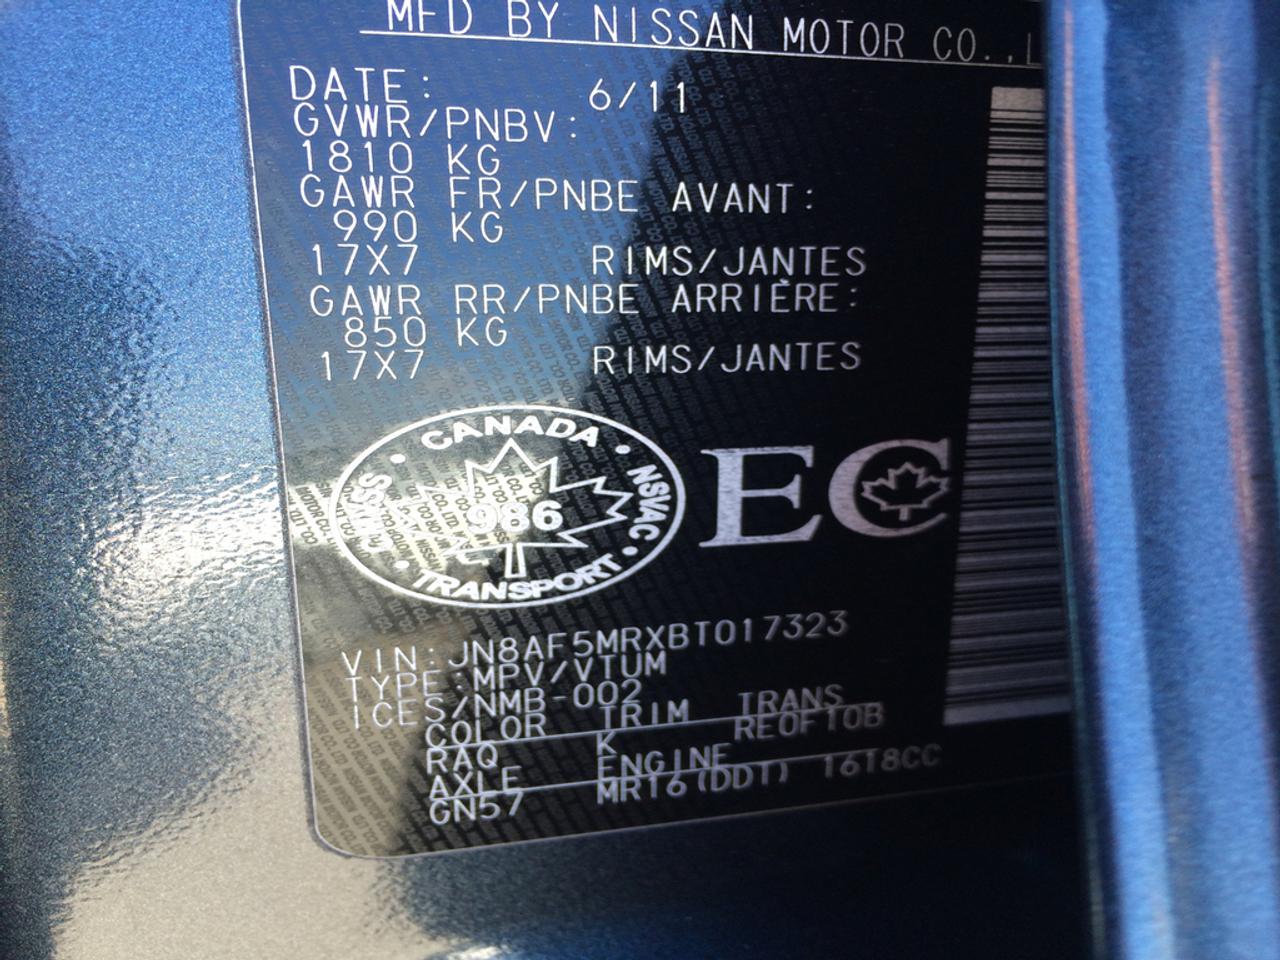 MFD BY NISSAN MOTOR CO.,L
DATE: 6/11
GVWR/PNBV:
1810 KG
GAWR FR/PNBE AVANT:
990 KG
17X7 RIMS/JANTES
GAWR RR/PNBE ARRIÈRE:
850 KG
17X7 RIMS/JANTES
CANADA
CMVSS 986 NSVAC
TRANSPORT
EC
VIN:JN8AF5MRXBT017323
TYPE:MPV/VTUM
ICES/NMB-002
COLOR TRIM TRANS
RAQ K RE0F10B
AXLE ENGINE
GN57 MR16(DDT) 1618CC